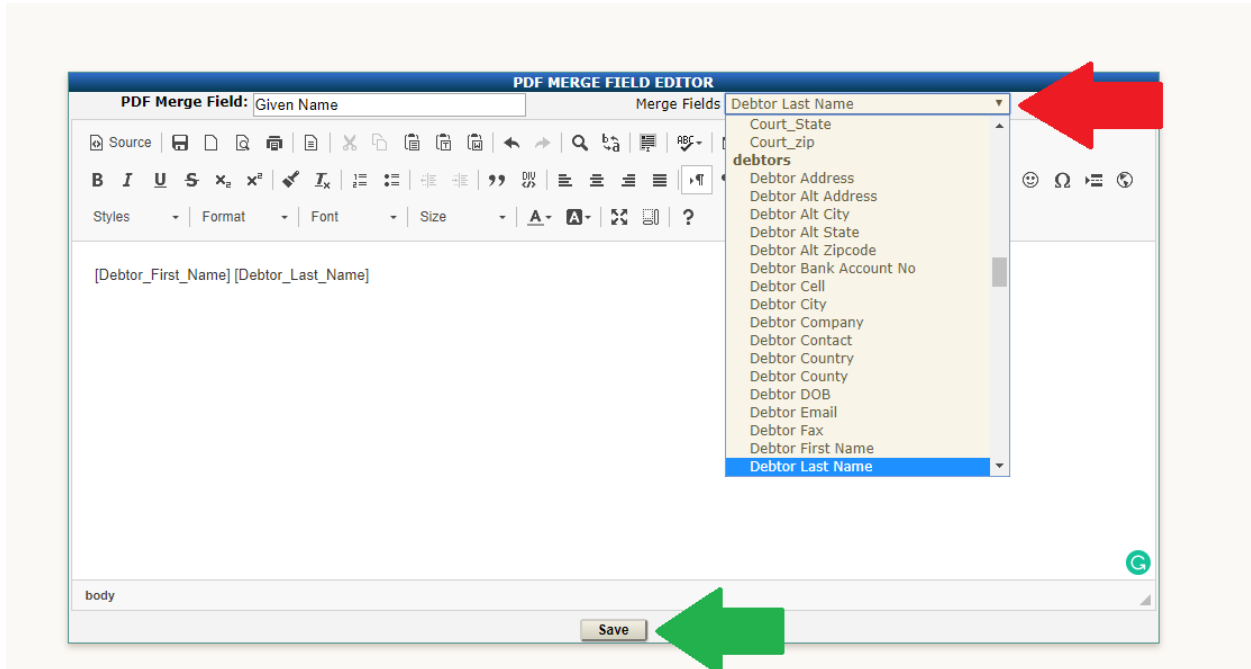 PDF MERGE FIELD EDITOR
PDF Merge Field: Given Name Merge Fields Debtor Last Name
Source
Styles Format Font Size
[Debtor_First_Name] [Debtor_Last_Name]
Court_State
Court_zip
debtors
Debtor Address
Debtor Alt Address
Debtor Alt City
Debtor Alt State
Debtor Alt Zipcode
Debtor Bank Account No
Debtor Cell
Debtor City
Debtor Company
Debtor Contact
Debtor Country
Debtor County
Debtor DOB
Debtor Email
Debtor Fax
Debtor First Name
Debtor Last Name
body
Save